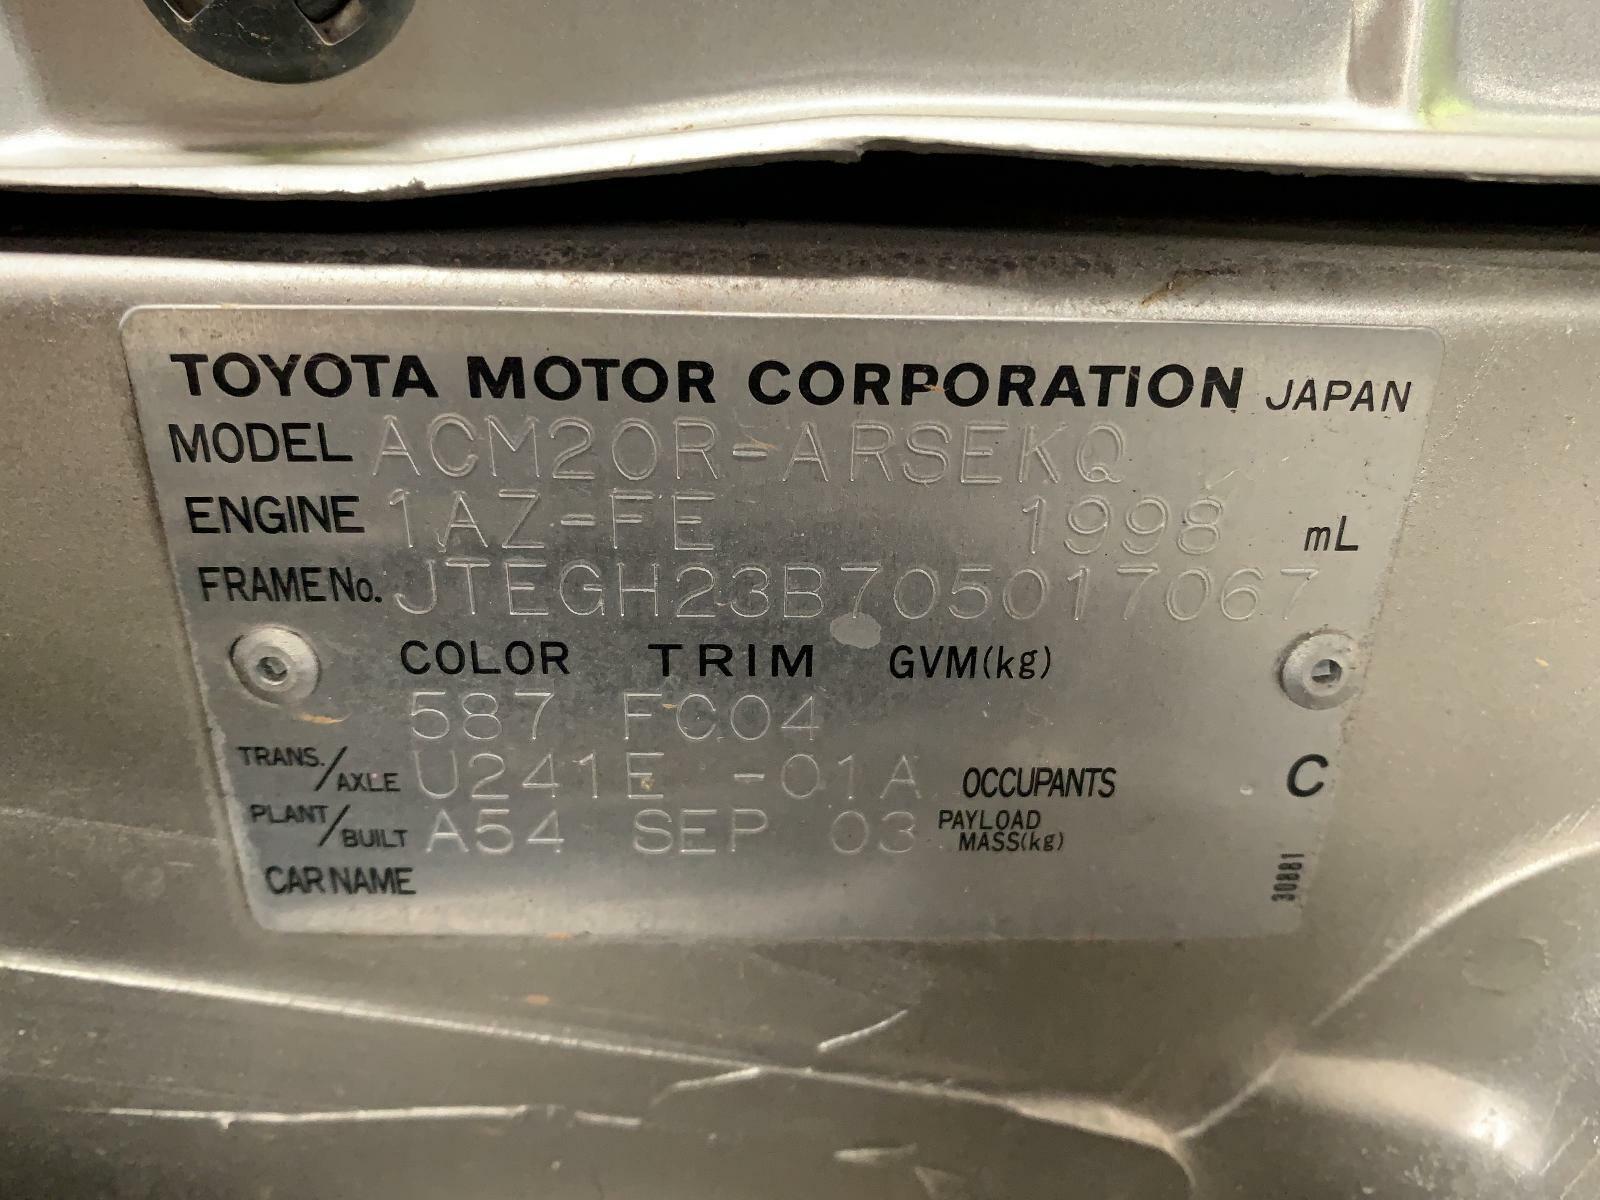 TOYOTA MOTOR CORPORATION JAPAN
MODEL ACM20R-ARSEKQ
ENGINE 1AZ-FE 1998 mL
FRAME No. JTEGH23B705017067
COLOR TRIM GVM(kg)
587 FC04
TRANS./AXLE U241E -01A OCCUPANTS C
PLANT/BUILT A54 SEP 03 PAYLOAD MASS(kg)
CAR NAME
30881